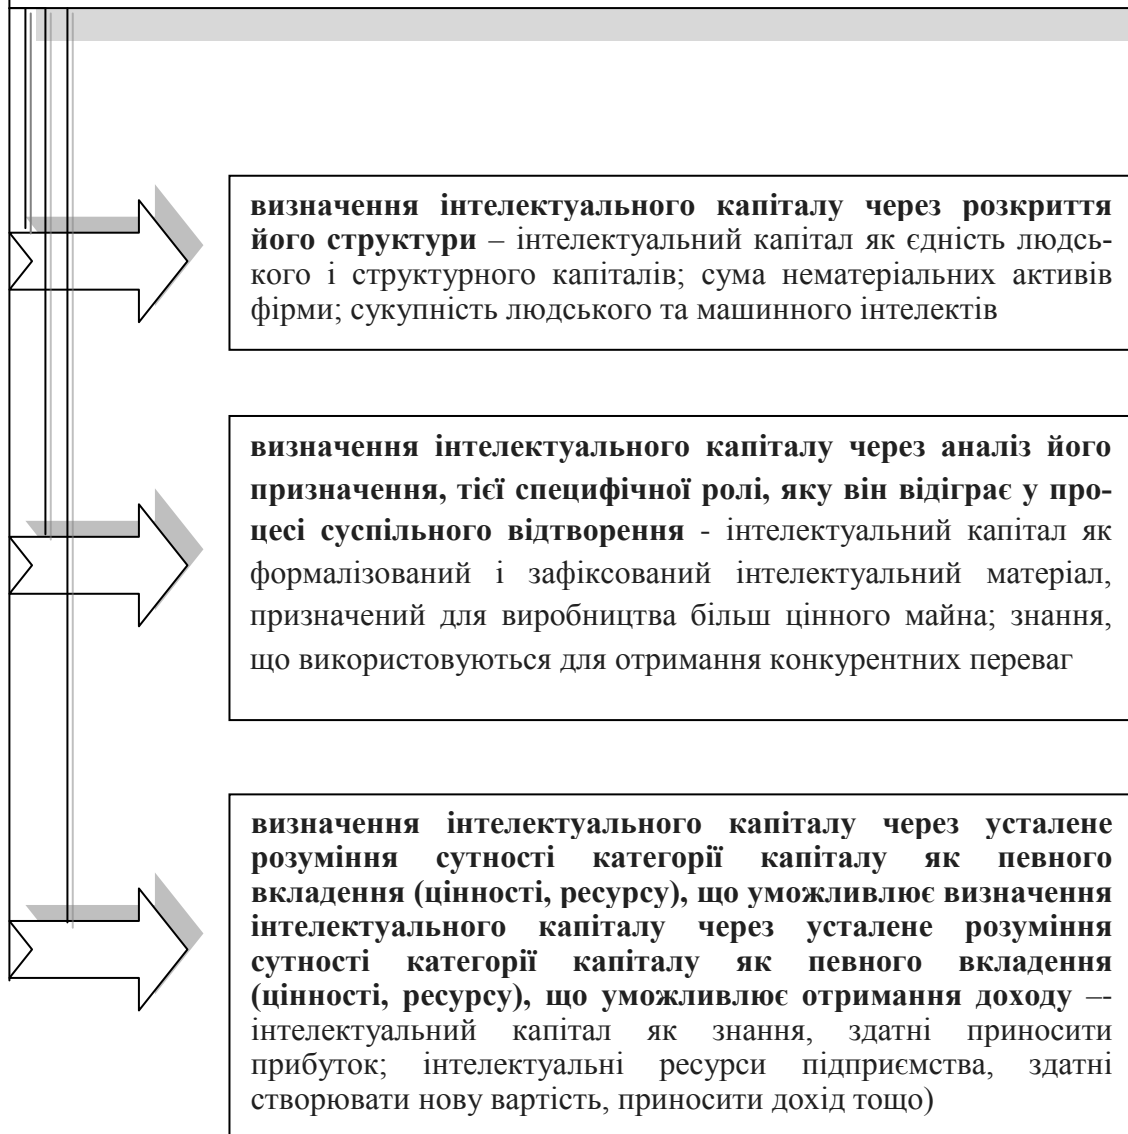 визначення інтелектуального капіталу через розкриття
його структури – інтелектуальний капітал як єдність людсь-
кого і структурного капіталів; сума нематеріальних активів
фірми; сукупність людського та машинного інтелектів
визначення інтелектуального капіталу через аналіз його
призначення, тієї специфічної ролі, яку він відіграє у про-
цесі суспільного відтворення - інтелектуальний капітал як
формалізований і зафіксований інтелектуальний матеріал,
призначений для виробництва більш цінного майна; знання,
що використовуються для отримання конкурентних переваг
визначення інтелектуального капіталу через усталене
розуміння сутності категорії капіталу як певного
вкладення (цінності, ресурсу), що уможливлює визначення
інтелектуального капіталу через усталене розуміння
сутності категорії капіталу як певного вкладення
(цінності, ресурсу), що уможливлює отримання доходу –-
інтелектуальний капітал як знання, здатні приносити
прибуток; інтелектуальні ресурси підприємства, здатні
створювати нову вартість, приносити дохід тощо)